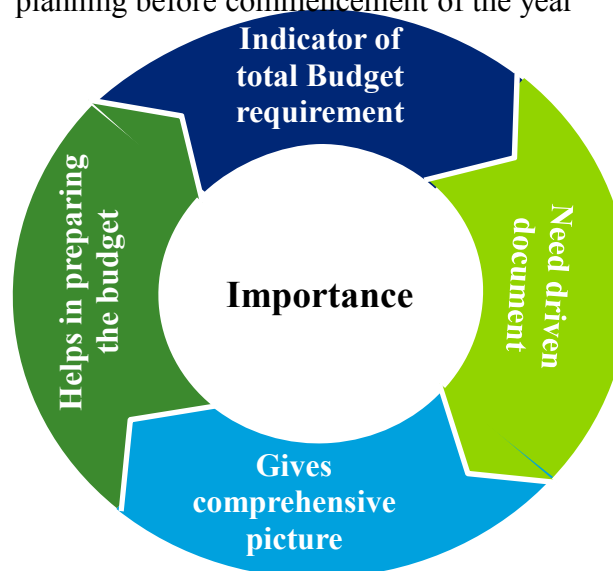 planning before commencement of the year
Indicator of
total Budget
requirement
Need driven
document
Importance
Helps in preparing
the budget
Gives
comprehensive
picture